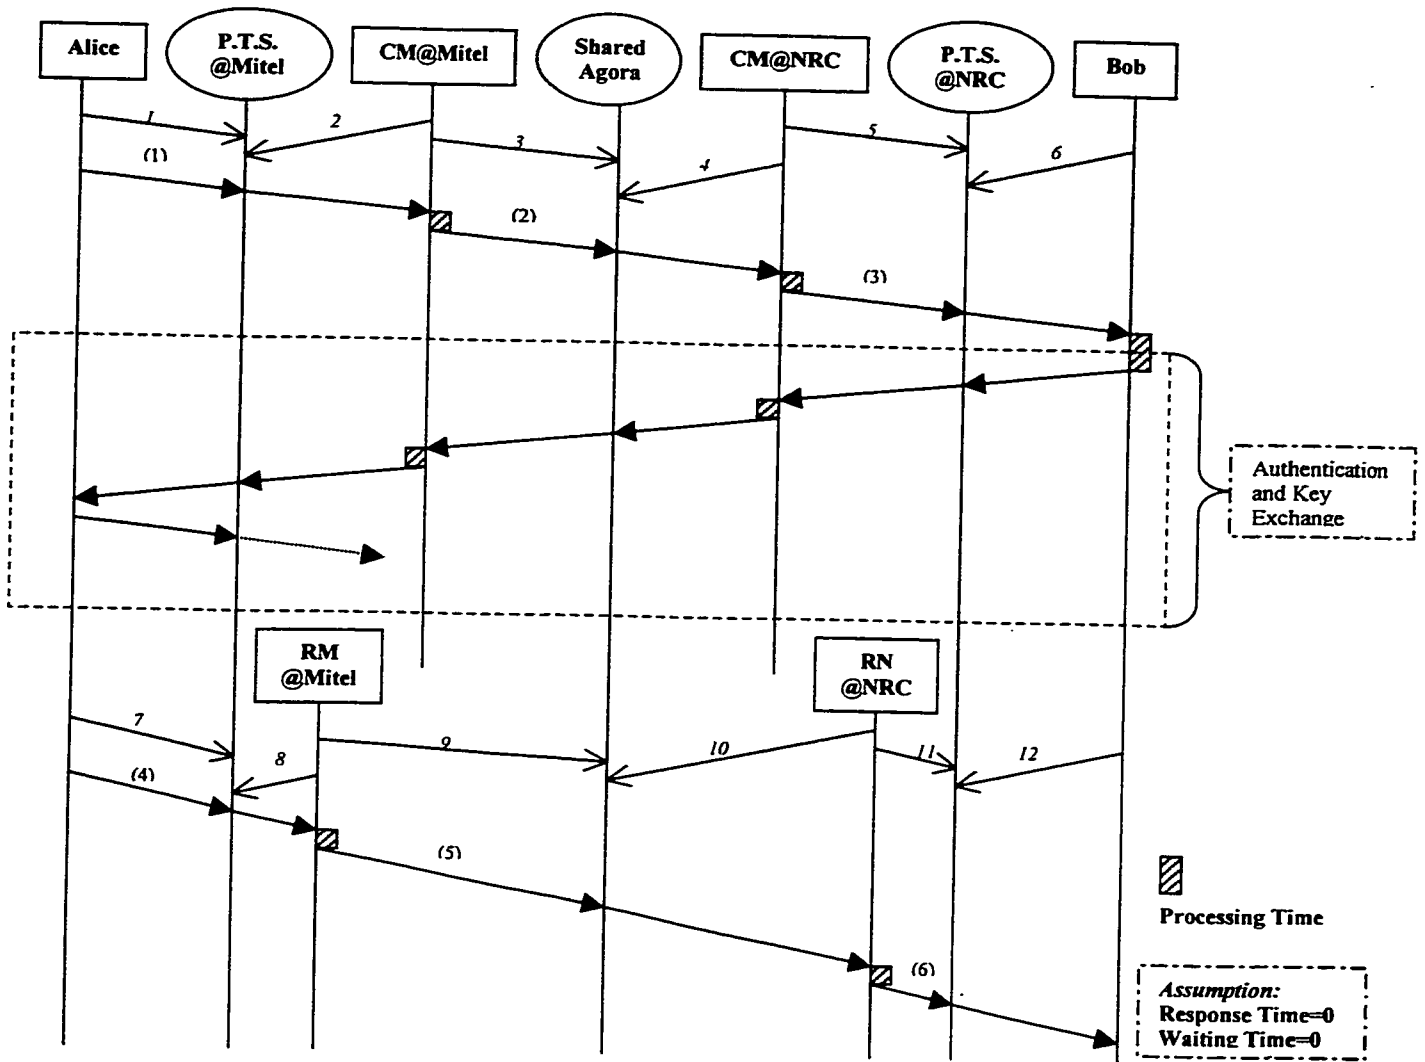 Alice
P.T.S.
@Mitel
CM@Mitel
Shared
Agora
CM@NRC
P.T.S.
@NRC
Bob
1
2
3
4
5
6
(1)
(2)
(3)
Authentication
and Key
Exchange
RM
@Mitel
RN
@NRC
7
8
9
10
11
12
(4)
(5)
(6)
Processing Time
Assumption:
Response Time=0
Waiting Time=0